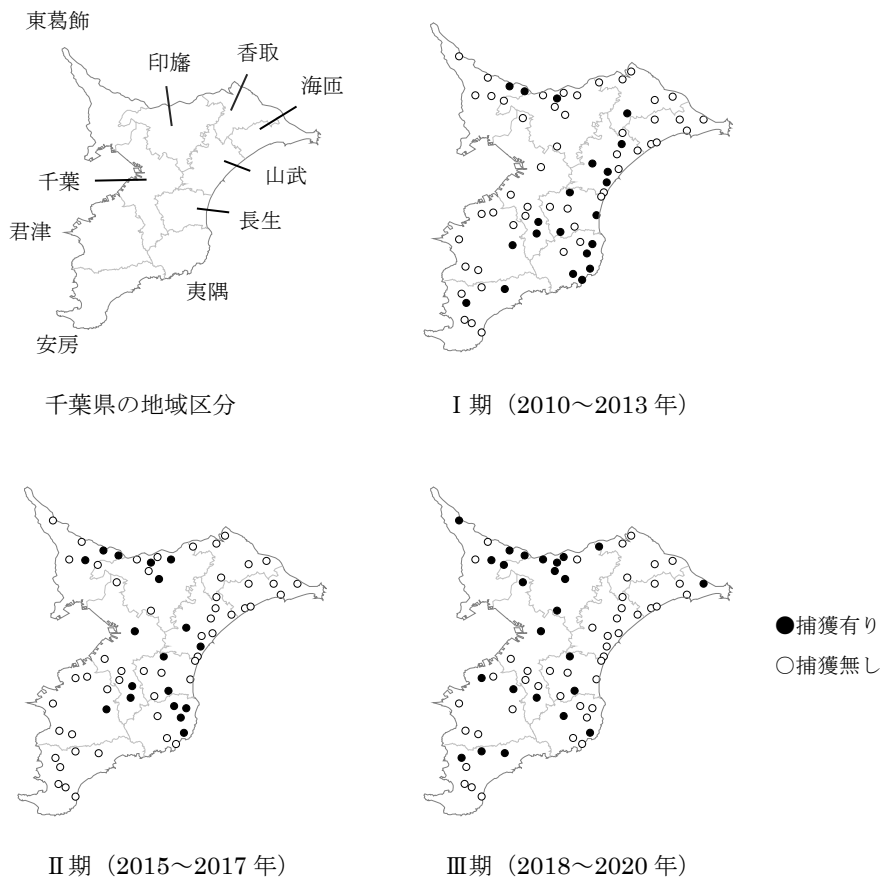 東葛飾
印旛
香取
海匝
千葉
山武
長生
君津
夷隅
安房
千葉県の地域区分
Ⅰ期（2010～2013 年）
●捕獲有り
○捕獲無し
Ⅱ期（2015～2017 年）
Ⅲ期（2018～2020 年）